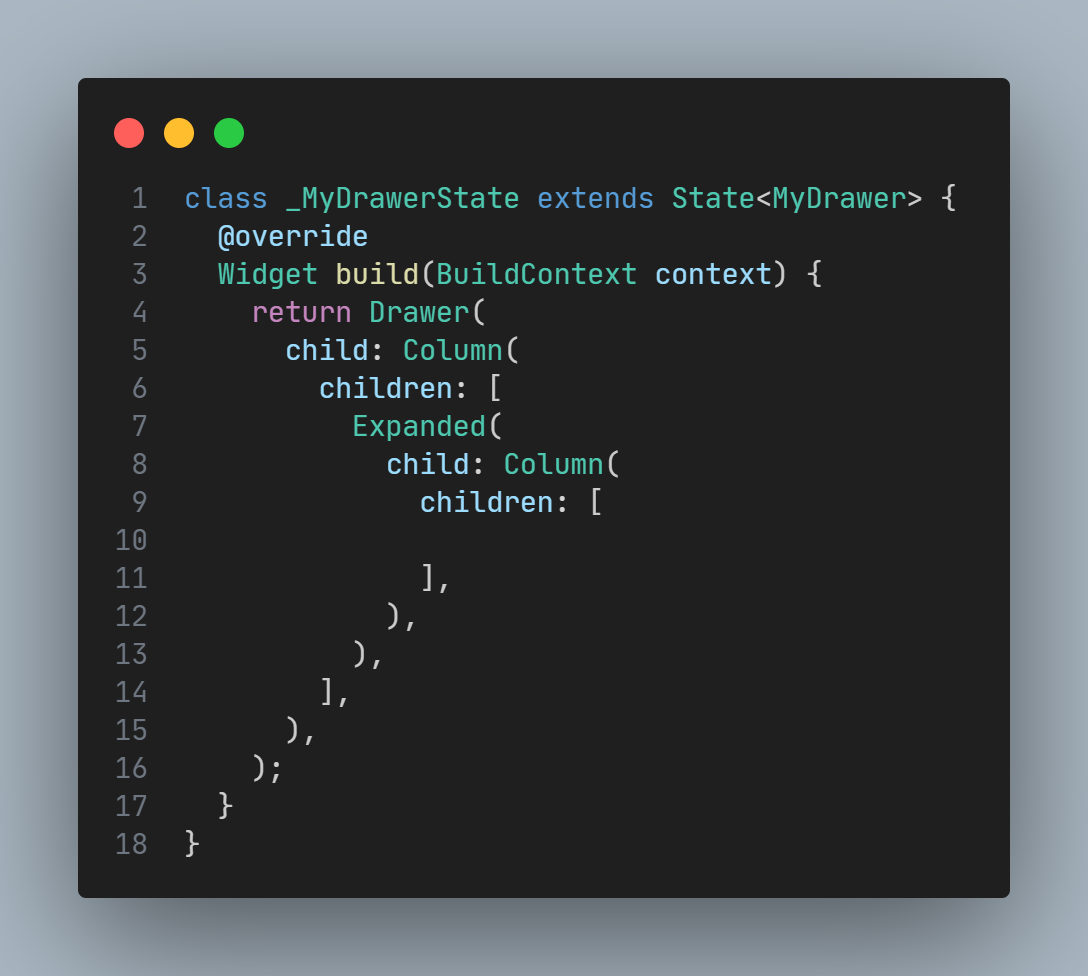 1 class _MyDrawerState extends State<MyDrawer> {
2   @override
3   Widget build(BuildContext context) {
4     return Drawer(
5       child: Column(
6         children: [
7           Expanded(
8             child: Column(
9               children: [
10
11               ],
12             ),
13           ),
14         ],
15       ),
16     );
17   }
18 }